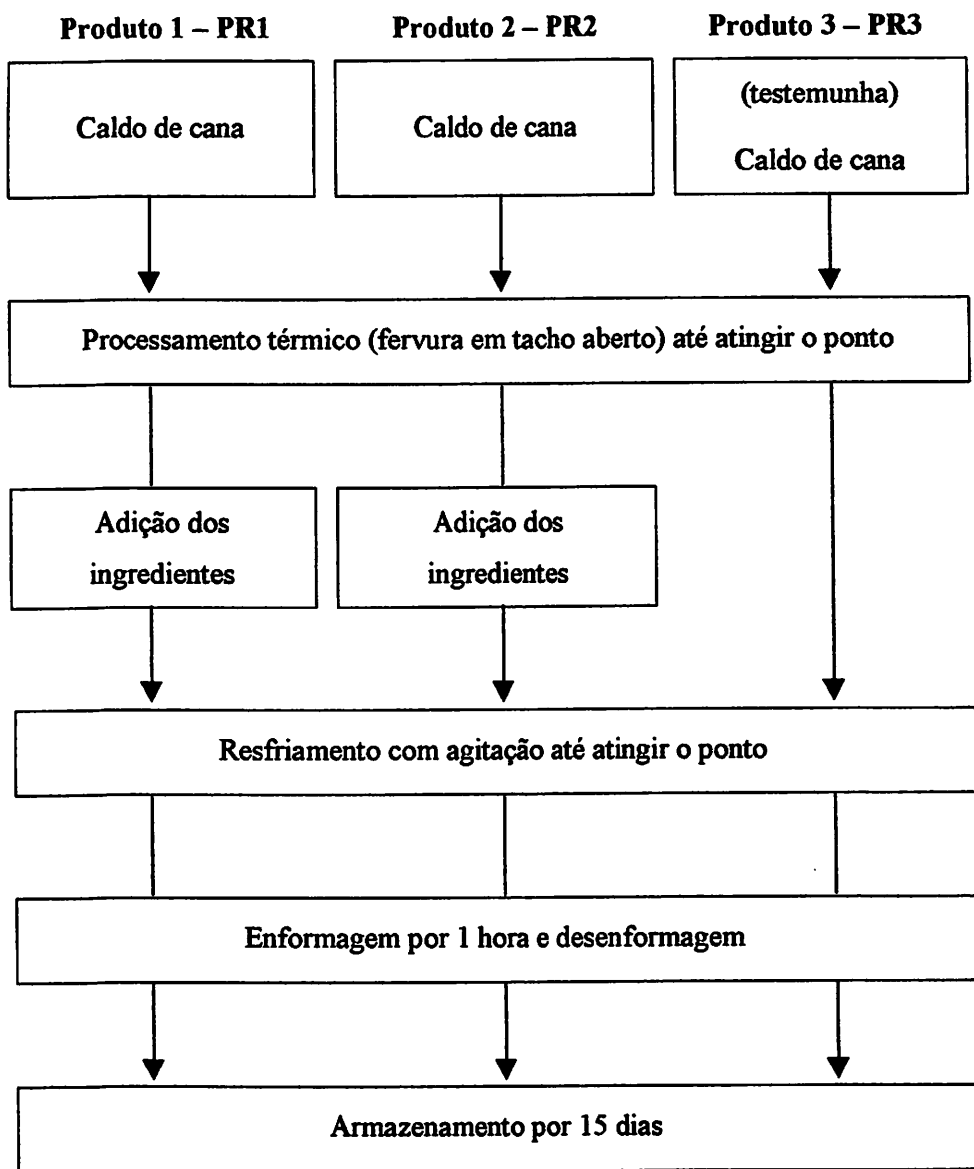 Produto 1 – PR1
Produto 2 – PR2
Produto 3 – PR3
Caldo de cana
Caldo de cana
(testemunha)
Caldo de cana
Processamento térmico (fervura em tacho aberto) até atingir o ponto
Adição dos
ingredientes
Adição dos
ingredientes
Resfriamento com agitação até atingir o ponto
Enformagem por 1 hora e desenformagem
Armazenamento por 15 dias